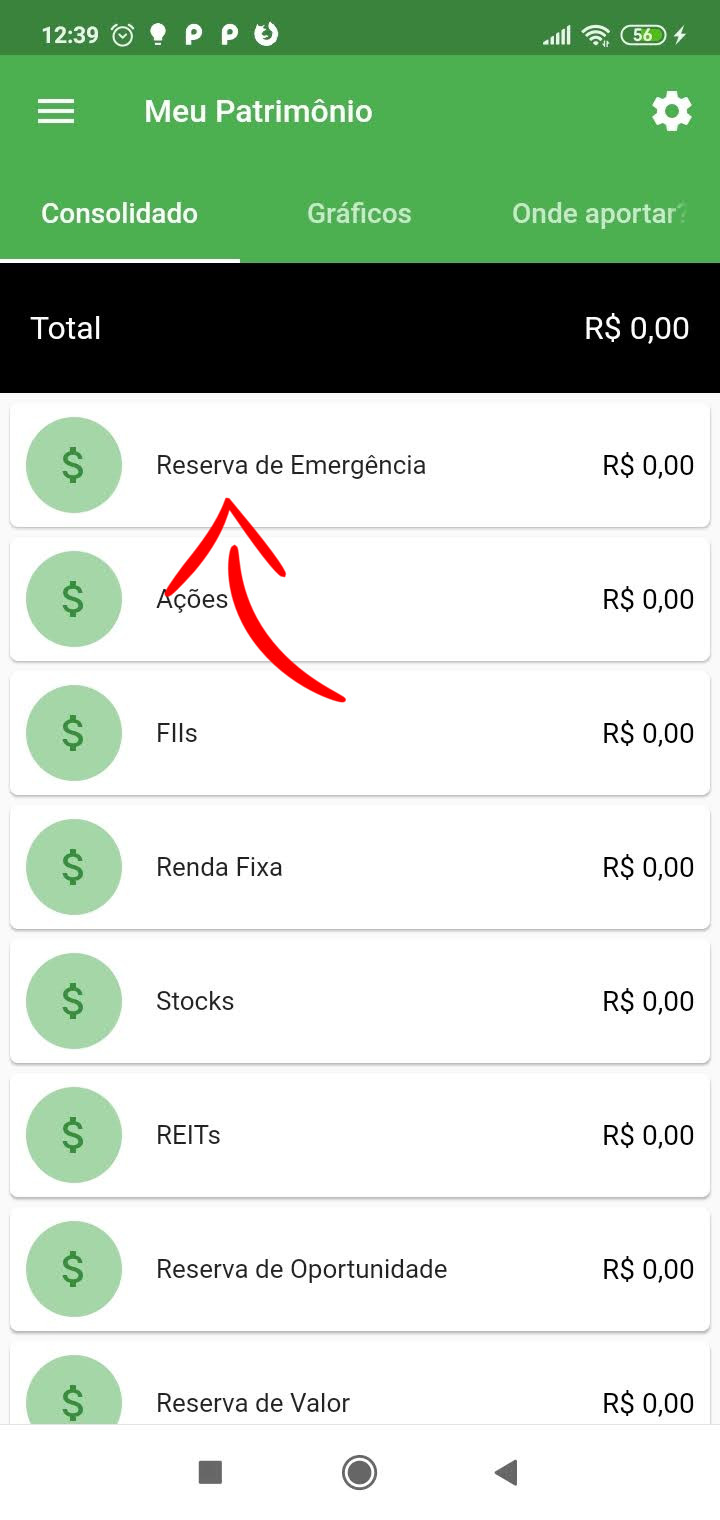 12:39
56
Meu Patrimônio
Consolidado Gráficos Onde aportar?
Total R$ 0,00
$ Reserva de Emergência R$ 0,00
$ Ações R$ 0,00
$ FIIs R$ 0,00
$ Renda Fixa R$ 0,00
$ Stocks R$ 0,00
$ REITs R$ 0,00
$ Reserva de Oportunidade R$ 0,00
$ Reserva de Valor R$ 0,00